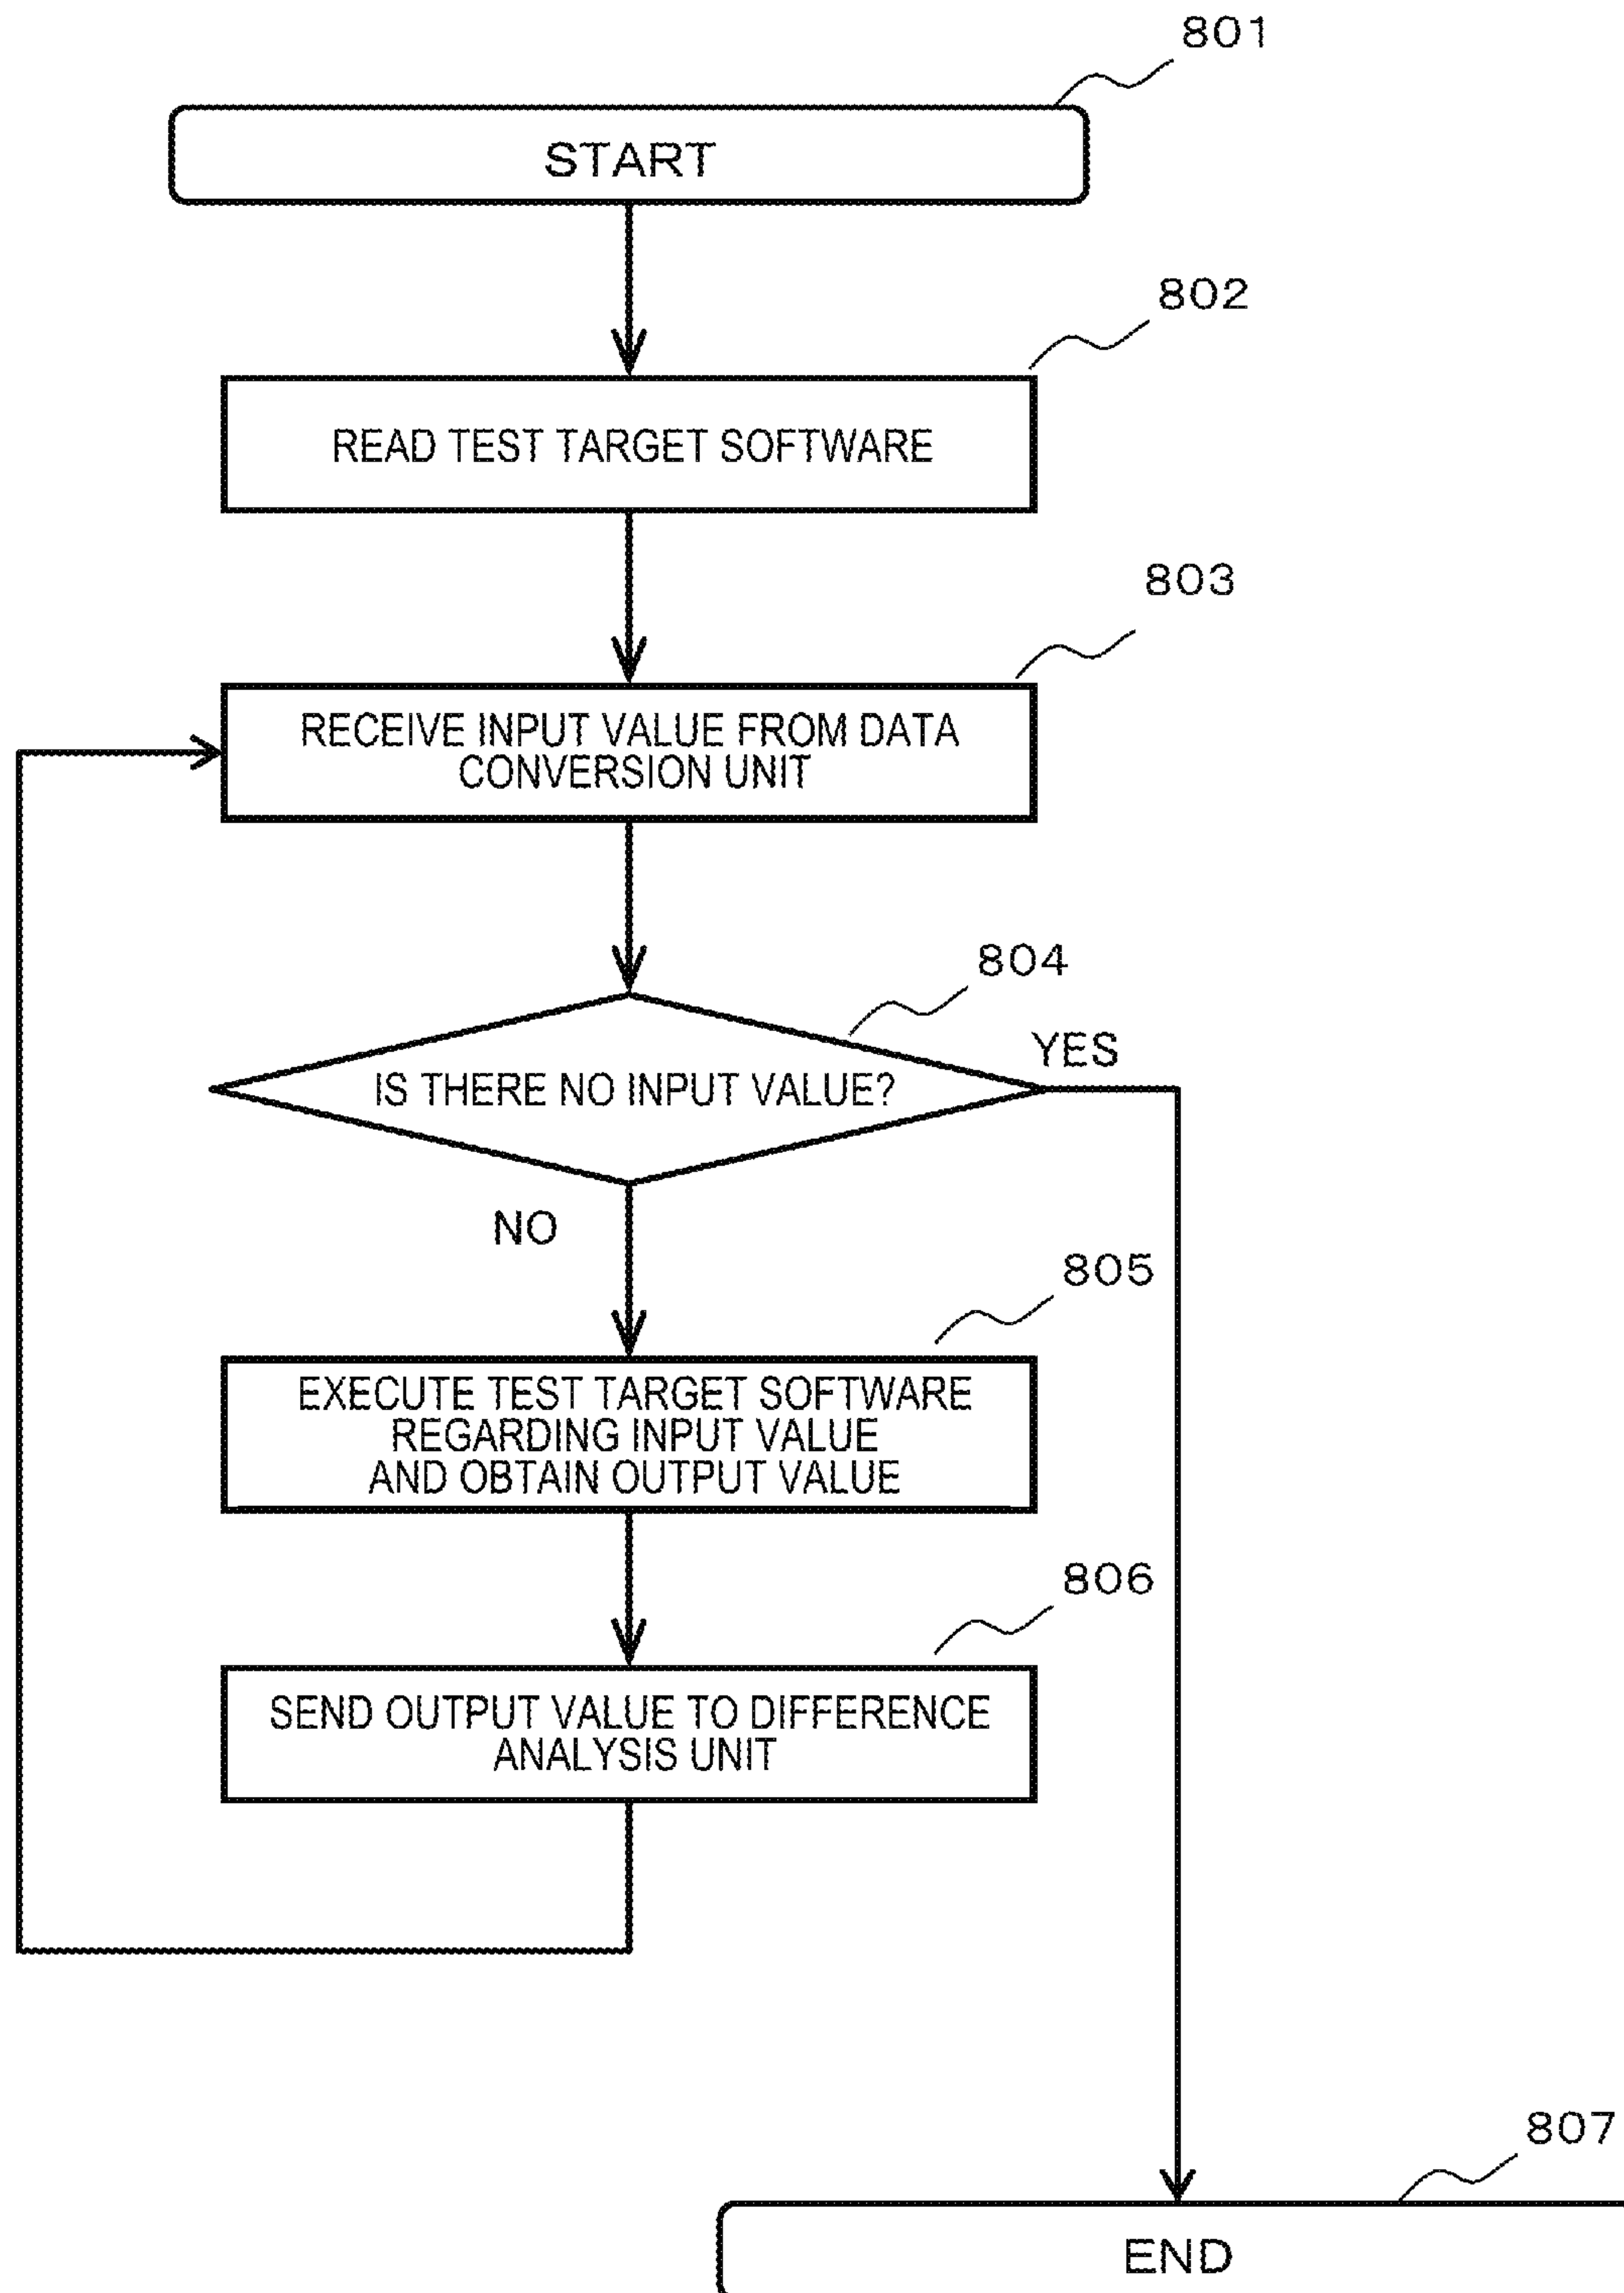 801
START
802
READ TEST TARGET SOFTWARE
803
RECEIVE INPUT VALUE FROM DATA
CONVERSION UNIT
804
YES
IS THERE NO INPUT VALUE?
NO
805
EXECUTE TEST TARGET SOFTWARE
REGARDING INPUT VALUE
AND OBTAIN OUTPUT VALUE
806
SEND OUTPUT VALUE TO DIFFERENCE
ANALYSIS UNIT
807
END